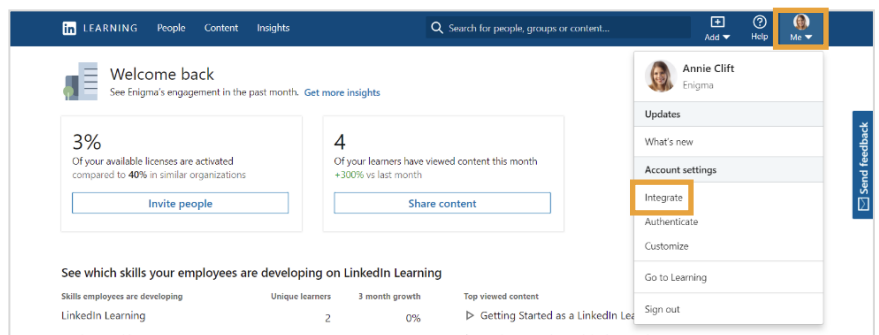 in LEARNING People Content Insights Search for people, groups or content... Add Help Me
Welcome back
See Enigma's engagement in the past month. Get more insights
3%
Of your available licenses are activated
compared to 40% in similar organizations
Invite people
4
Of your learners have viewed content this month
+300% vs last month
Share content
See which skills your employees are developing on LinkedIn Learning
Skills employees are developing Unique learners 3 month growth Top viewed content
LinkedIn Learning 2 0% Getting Started as a LinkedIn Lea
Annie Clift
Enigma
Updates
What's new
Account settings
Integrate
Authenticate
Customize
Go to Learning
Sign out
Send feedback